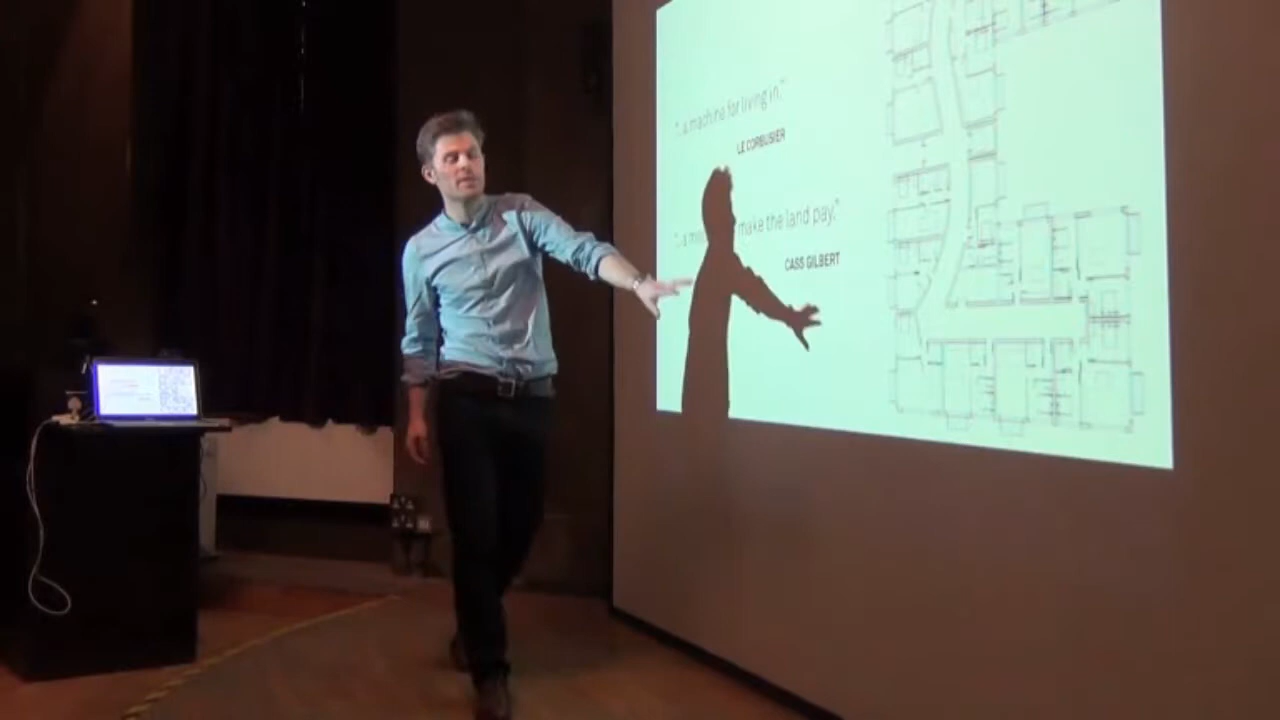 "...a machine for living in."
LE CORBUSIER
"...a make the land pay."
CASS GILBERT